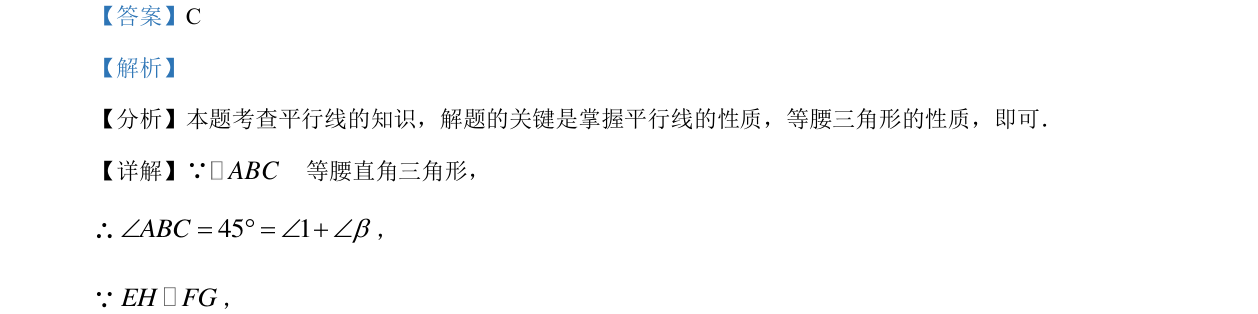 【答案】C
【解析】
【分析】本题考查平行线的知识，解题的关键是掌握平行线的性质，等腰三角形的性质，即可．
【详解】∵□ABC 等腰直角三角形，
∴∠ABC=45°=∠1+∠β，
∵EH□FG，